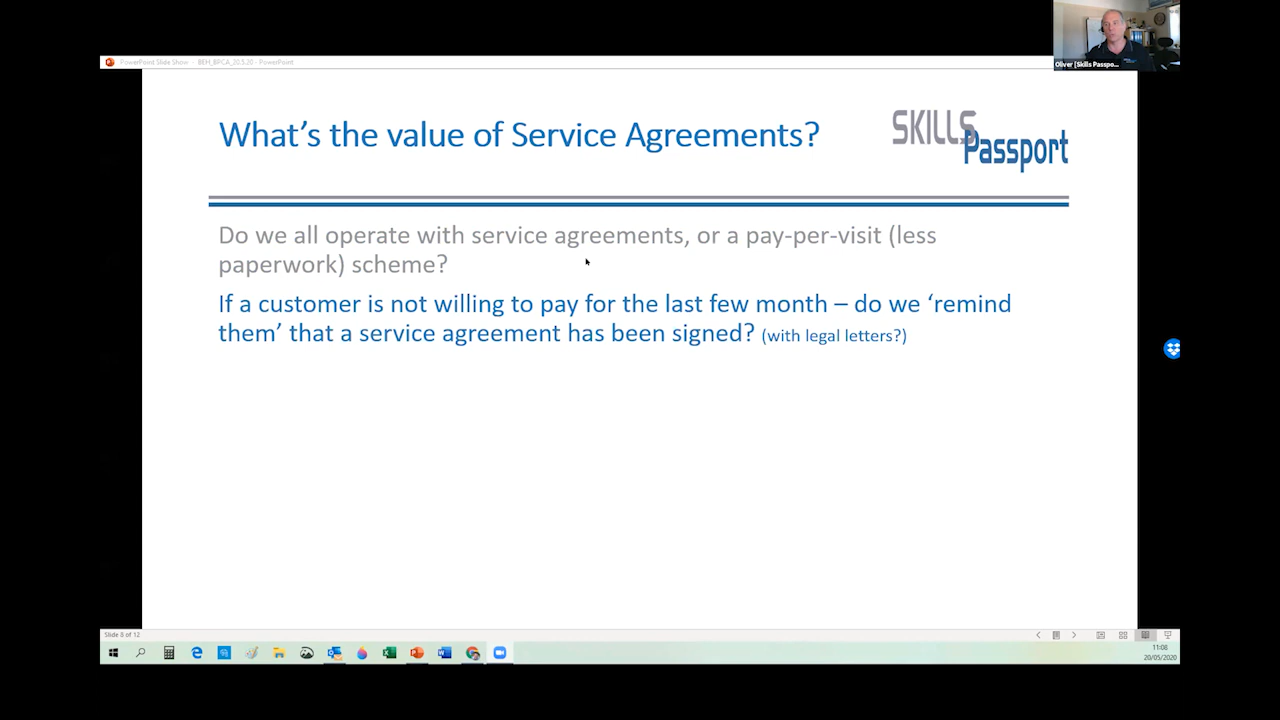 PowerPoint Slide Show - BEH_BPCA_20.5.20 - PowerPoint
Oliver [Skills Passpo...
What's the value of Service Agreements?
SKILLS
Passport
Do we all operate with service agreements, or a pay-per-visit (less
paperwork) scheme?
If a customer is not willing to pay for the last few month – do we ‘remind
them’ that a service agreement has been signed? (with legal letters?)
Slide 8 of 12
11:08
20/05/2020